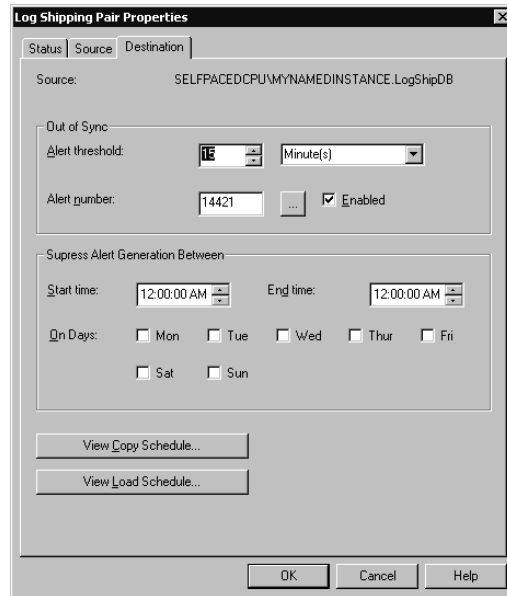 Log Shipping Pair Properties
Status Source Destination
Source: SELFPACEDCPU\MYNAMEDINSTANCE.LogShipDB
Out of Sync
Alert threshold: 15 Minute(s)
Alert number: 14421 ... Enabled
Supress Alert Generation Between
Start time: 12:00:00 AM End time: 12:00:00 AM
On Days: Mon Tue Wed Thur Fri
Sat Sun
View Copy Schedule...
View Load Schedule...
OK Cancel Help